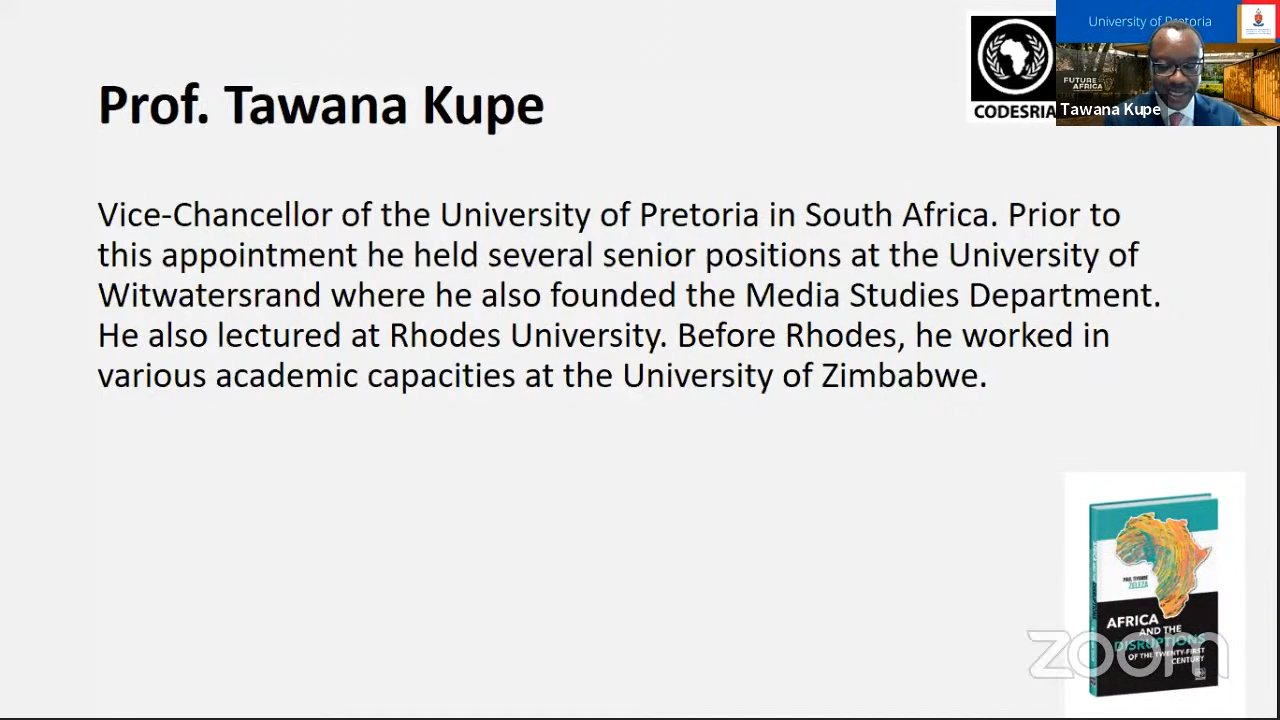 Prof. Tawana Kupe
CODESRIA
University of Pretoria
FUTURE
AFRICA
Tawana Kupe
Vice-Chancellor of the University of Pretoria in South Africa. Prior to
this appointment he held several senior positions at the University of
Witwatersrand where he also founded the Media Studies Department.
He also lectured at Rhodes University. Before Rhodes, he worked in
various academic capacities at the University of Zimbabwe.
PAUL TIYAMBE
ZELEZA
AFRICA
AND THE
DISRUPTIONS
OF THE TWENTY-FIRST
CENTURY
zoom